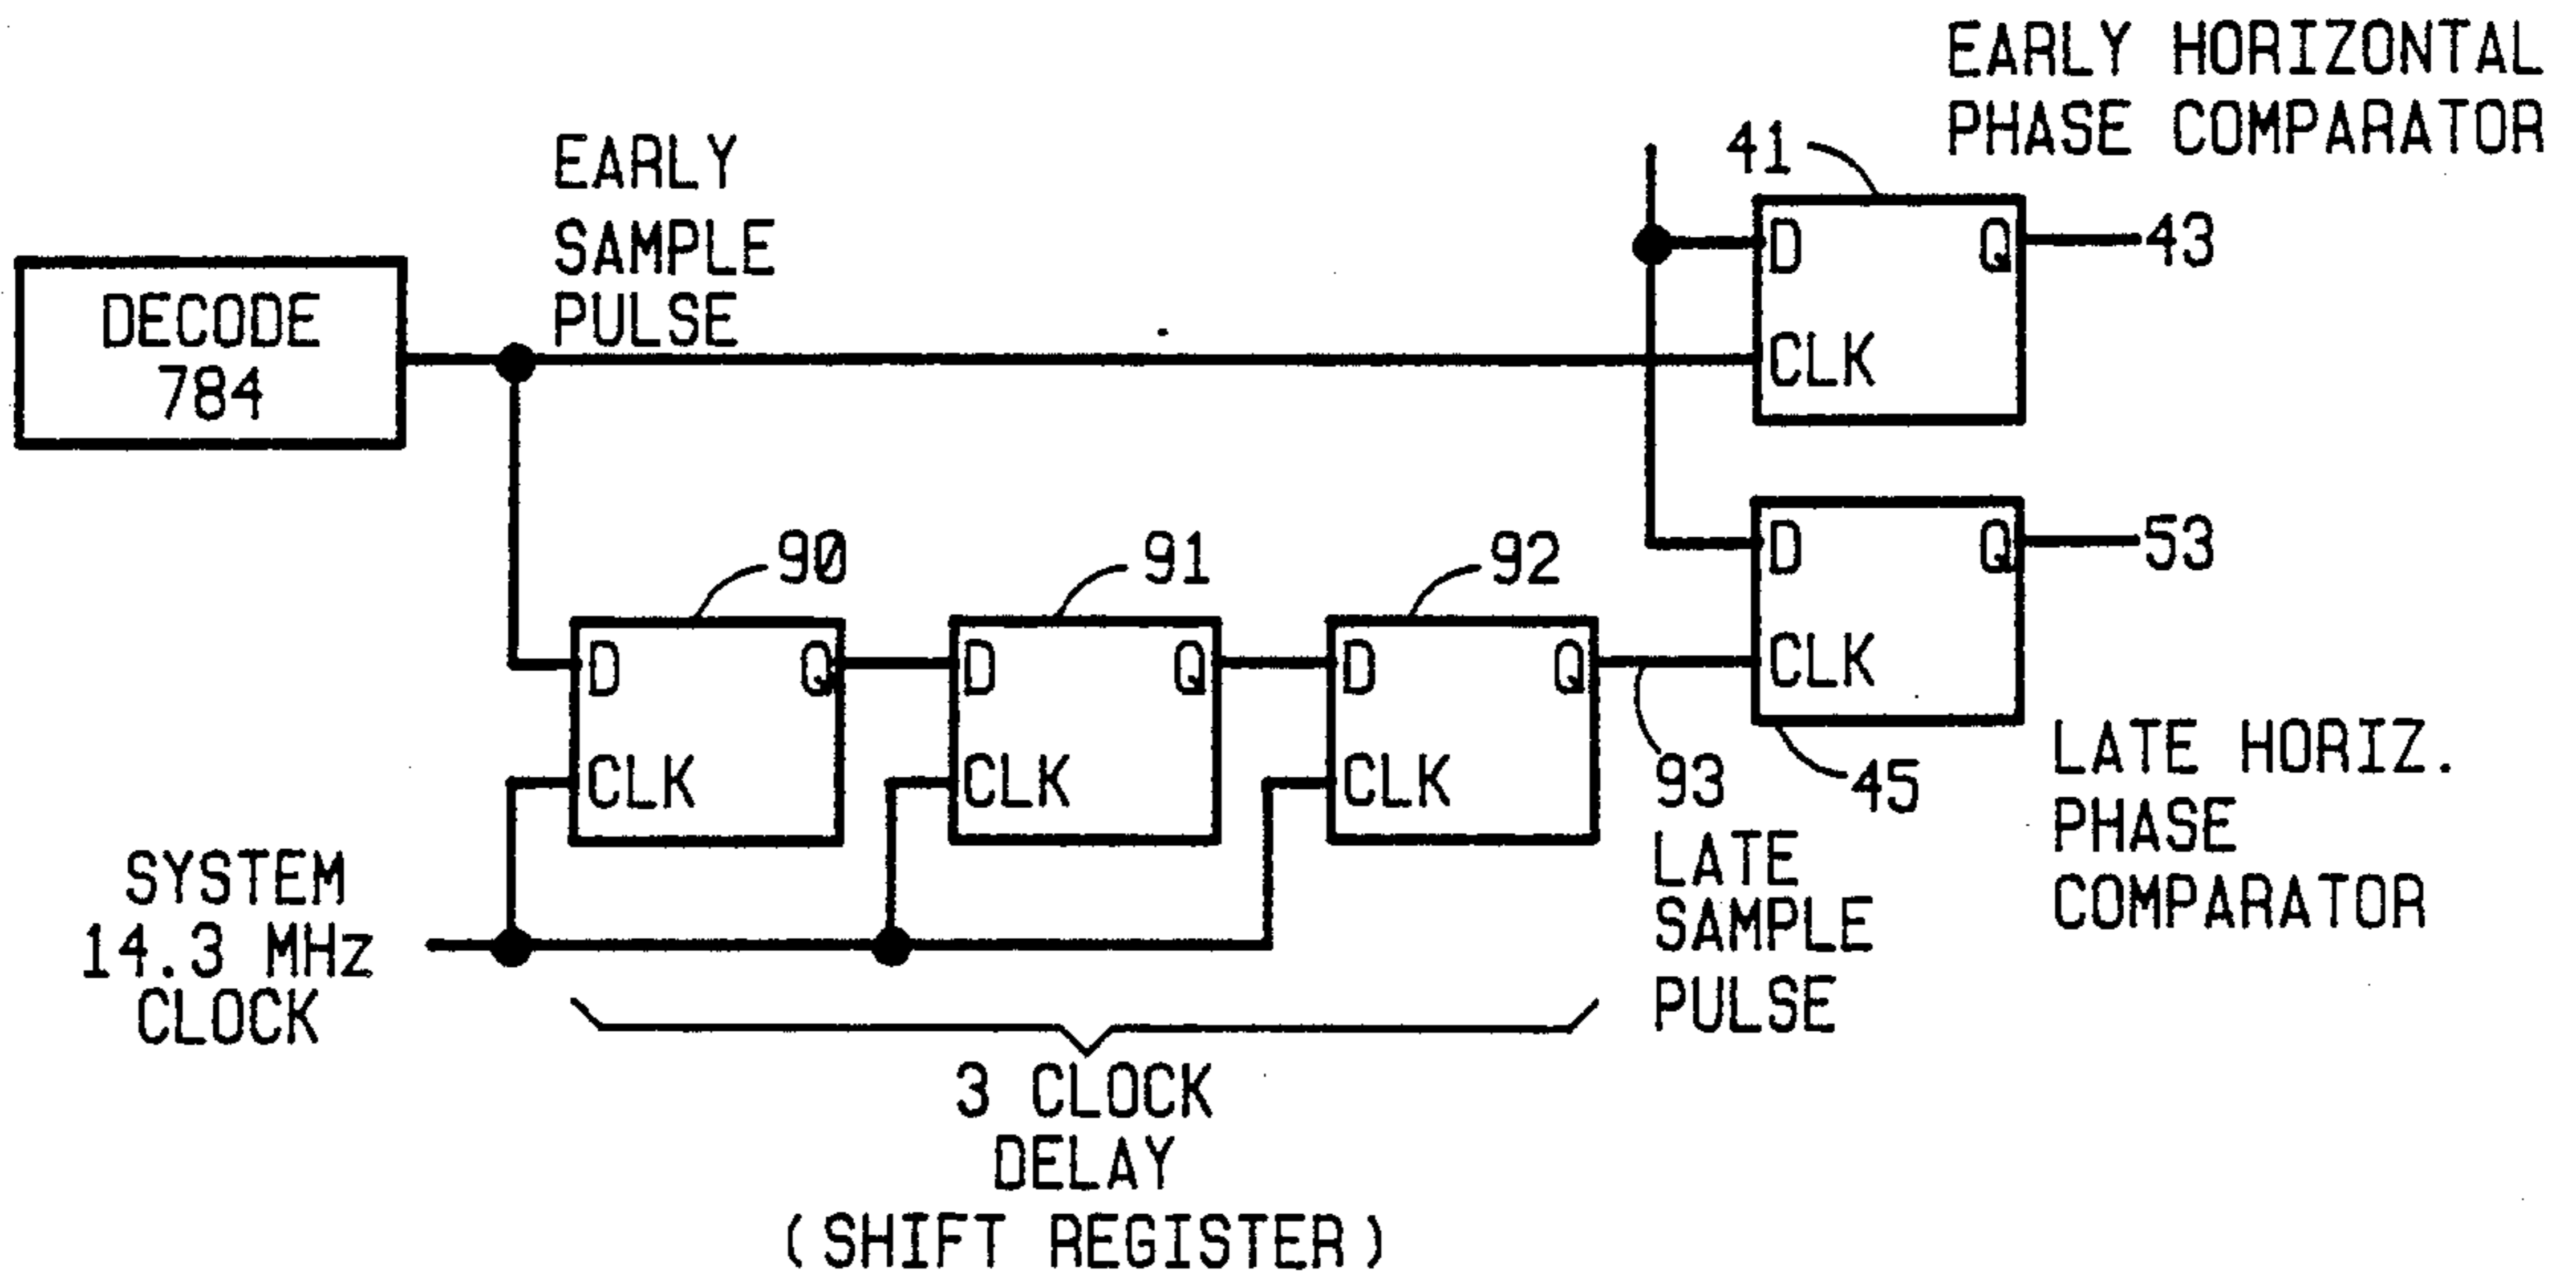 EARLY HORIZONTAL
PHASE COMPARATOR
41
D Q
43
CLK
EARLY
SAMPLE
PULSE
DECODE
784
D Q
53
CLK
45
LATE HORIZ.
PHASE
COMPARATOR
90
D Q
CLK
91
D Q
CLK
92
D Q
CLK
93
LATE
SAMPLE
PULSE
SYSTEM
14.3 MHz
CLOCK
3 CLOCK
DELAY
(SHIFT REGISTER)